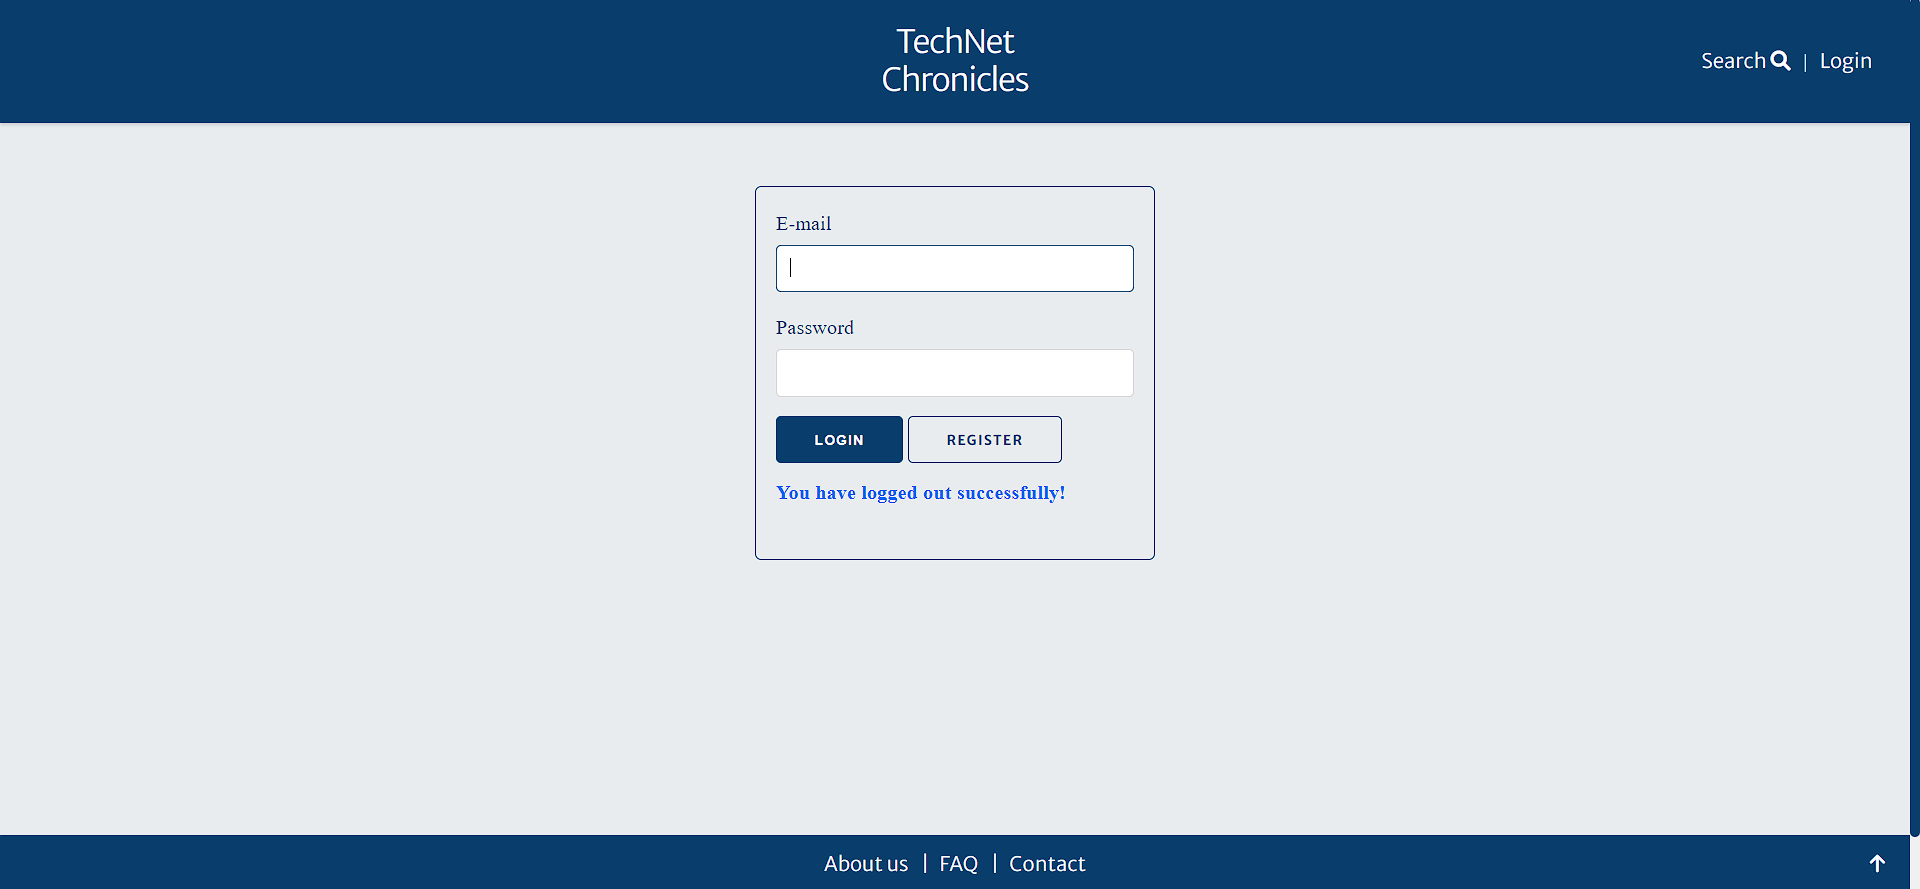 TechNet
Chronicles
Search | Login
E-mail
Password
LOGIN REGISTER
You have logged out successfully!
About us | FAQ | Contact